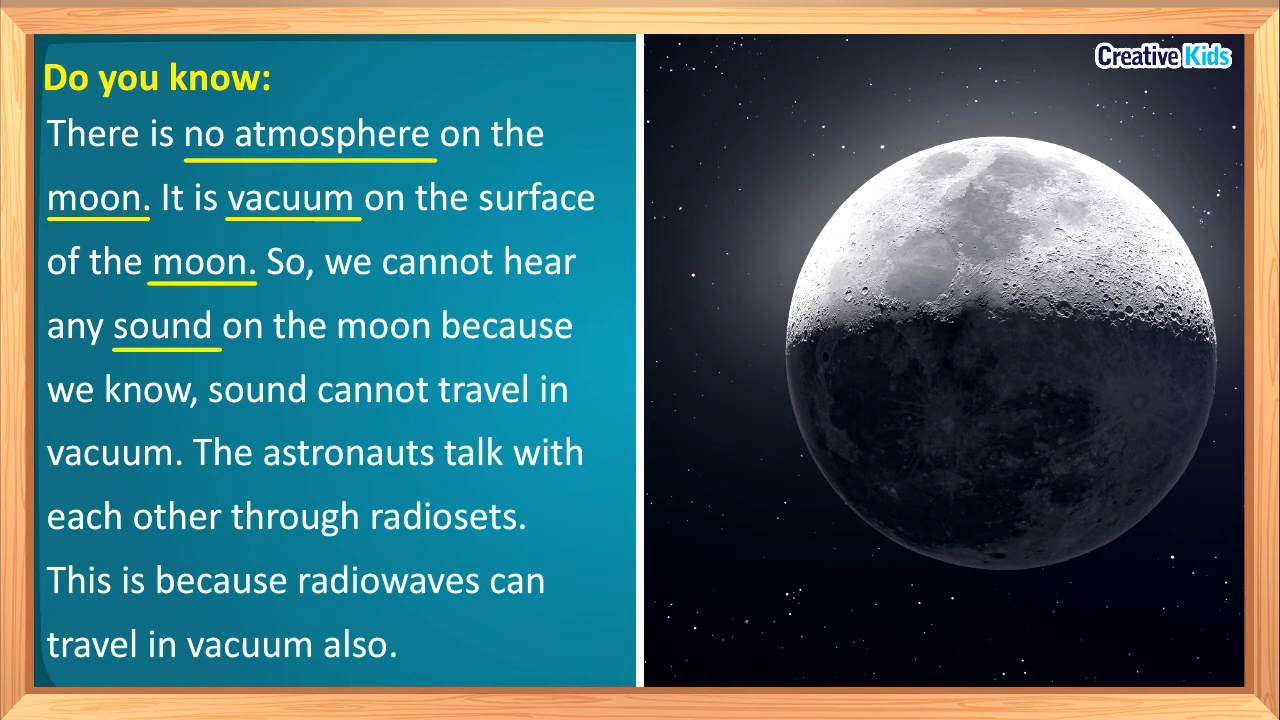 Do you know:
There is no atmosphere on the
moon. It is vacuum on the surface
of the moon. So, we cannot hear
any sound on the moon because
we know, sound cannot travel in
vacuum. The astronauts talk with
each other through radiosets.
This is because radiowaves can
travel in vacuum also.
Creative Kids